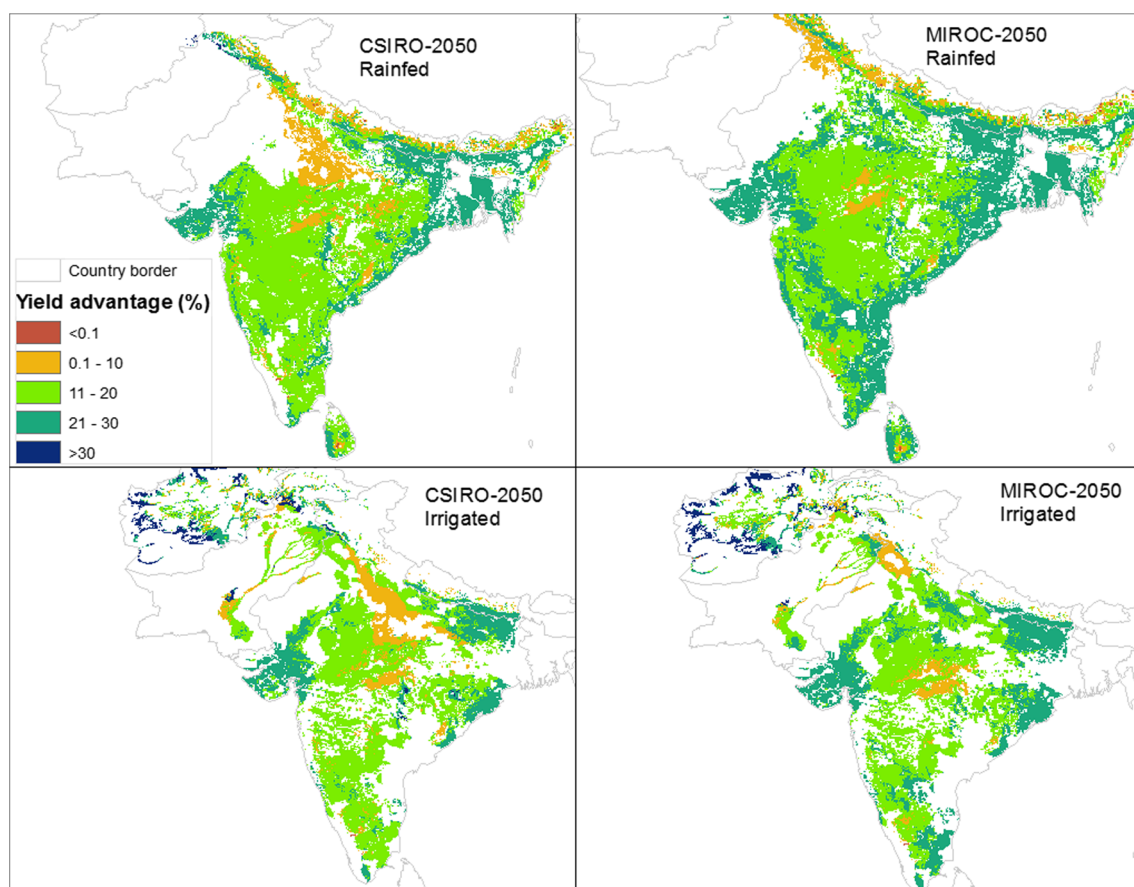 CSIRO-2050
Rainfed
MIROC-2050
Rainfed
Country border
Yield advantage (%)
<0.1
0.1 - 10
11 - 20
21 - 30
>30
CSIRO-2050
Irrigated
MIROC-2050
Irrigated